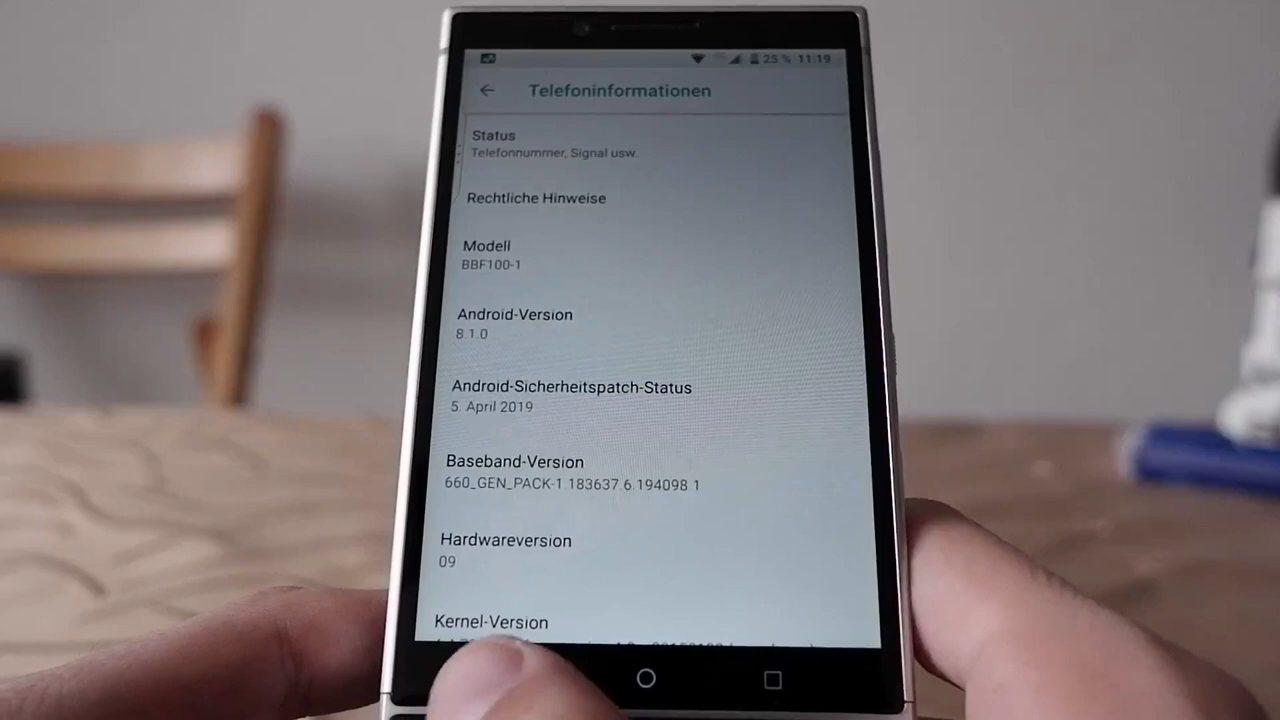 25 % 11:19
Telefoninformationen
Status
Telefonnummer, Signal usw.
Rechtliche Hinweise
Modell
BBF100-1
Android-Version
8.1.0
Android-Sicherheitspatch-Status
5. April 2019
Baseband-Version
660_GEN_PACK-1.183637.6.194098.1
Hardwareversion
09
Kernel-Version